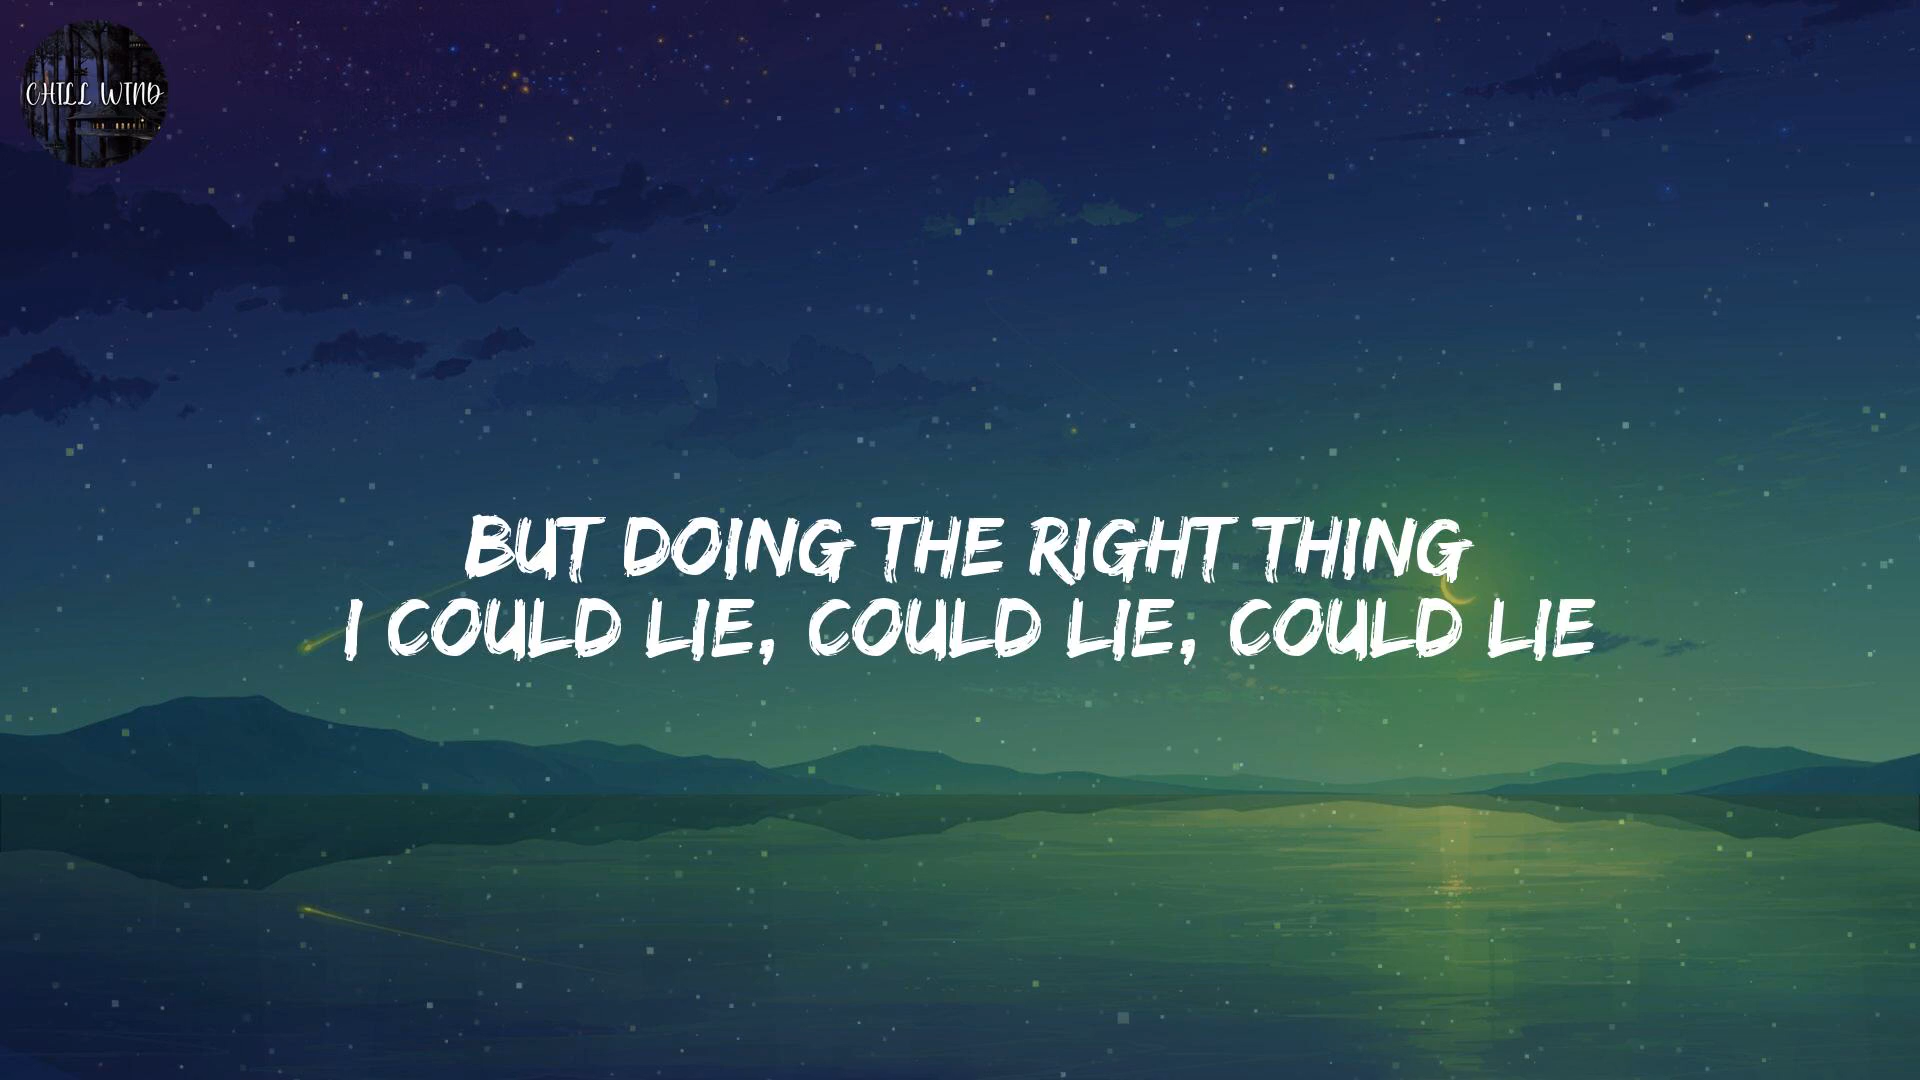 CHILL WIND
BUT DOING THE RIGHT THING
I COULD LIE, COULD LIE, COULD LIE